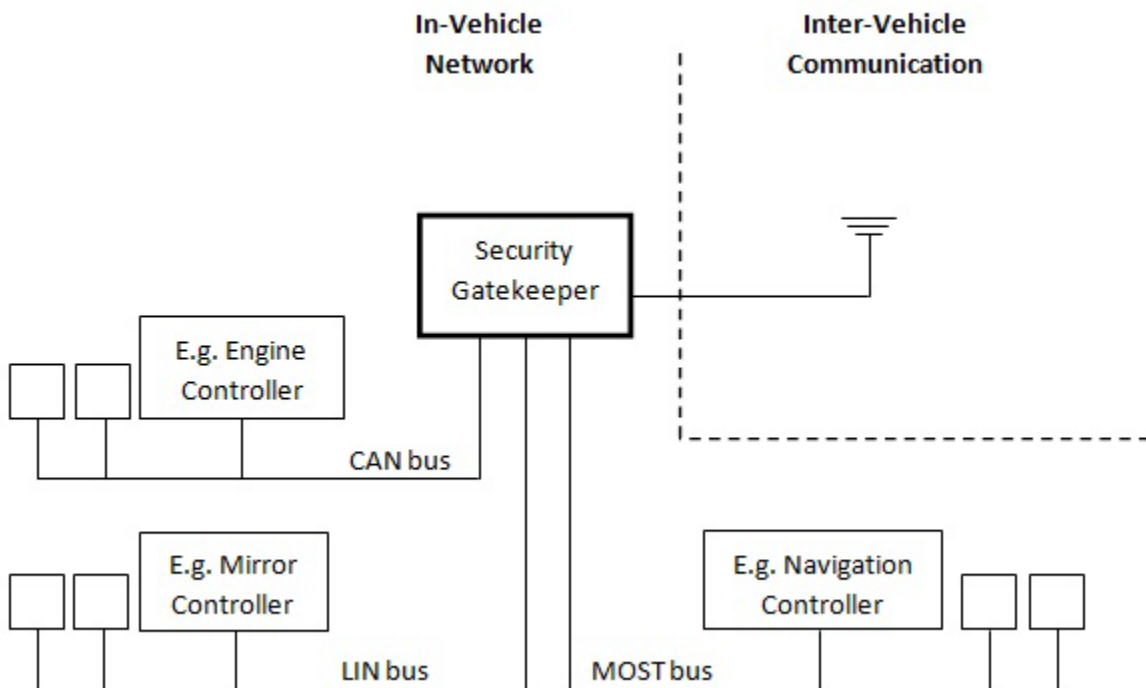 In-Vehicle
Network
Inter-Vehicle
Communication
Security
Gatekeeper
E.g. Engine
Controller
CAN bus
E.g. Mirror
Controller
E.g. Navigation
Controller
LIN bus
MOST bus